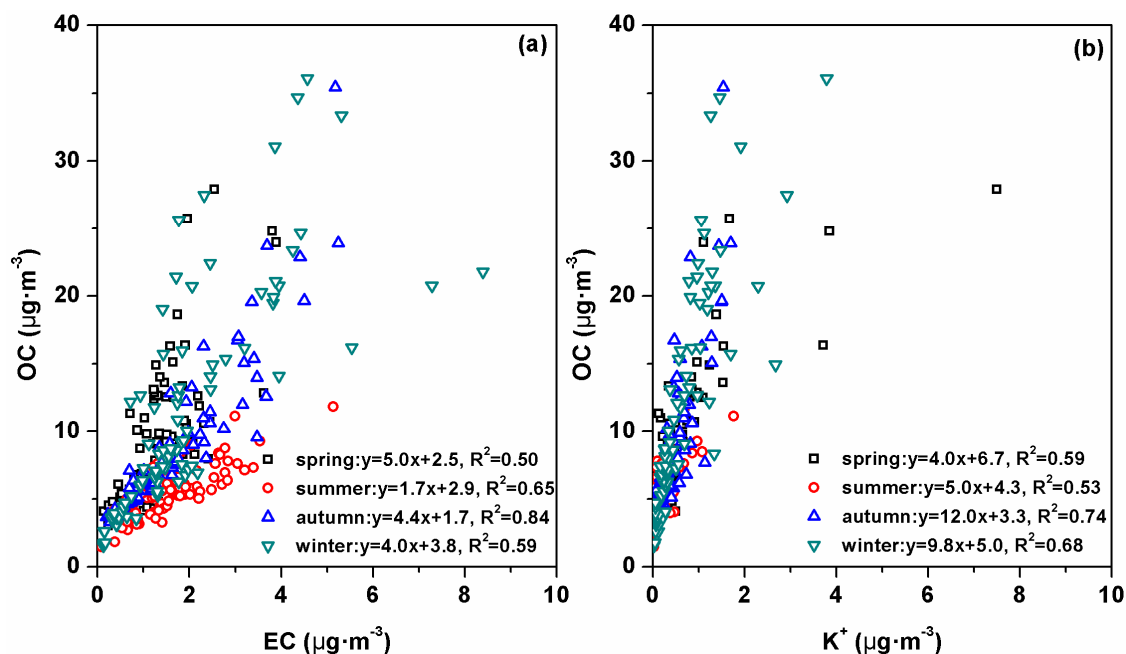 (a)
40
30
20
10
0
OC (μg·m⁻³)
spring:y=5.0x+2.5, R²=0.50
summer:y=1.7x+2.9, R²=0.65
autumn:y=4.4x+1.7, R²=0.84
winter:y=4.0x+3.8, R²=0.59
0 2 4 6 8 10
EC (μg·m⁻³)
(b)
40
30
20
10
0
OC (μg·m⁻³)
spring:y=4.0x+6.7, R²=0.59
summer:y=5.0x+4.3, R²=0.53
autumn:y=12.0x+3.3, R²=0.74
winter:y=9.8x+5.0, R²=0.68
0 2 4 6 8 10
K⁺ (μg·m⁻³)